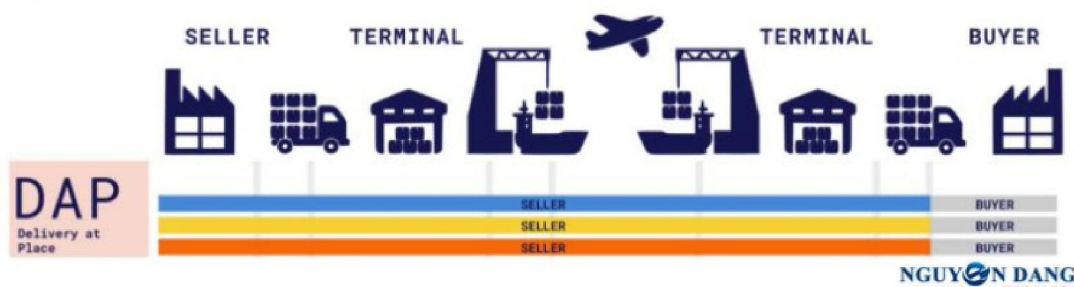 SELLER TERMINAL TERMINAL BUYER
DAP
Delivery at
Place
SELLER BUYER
SELLER BUYER
SELLER BUYER
NGUYEN DANG